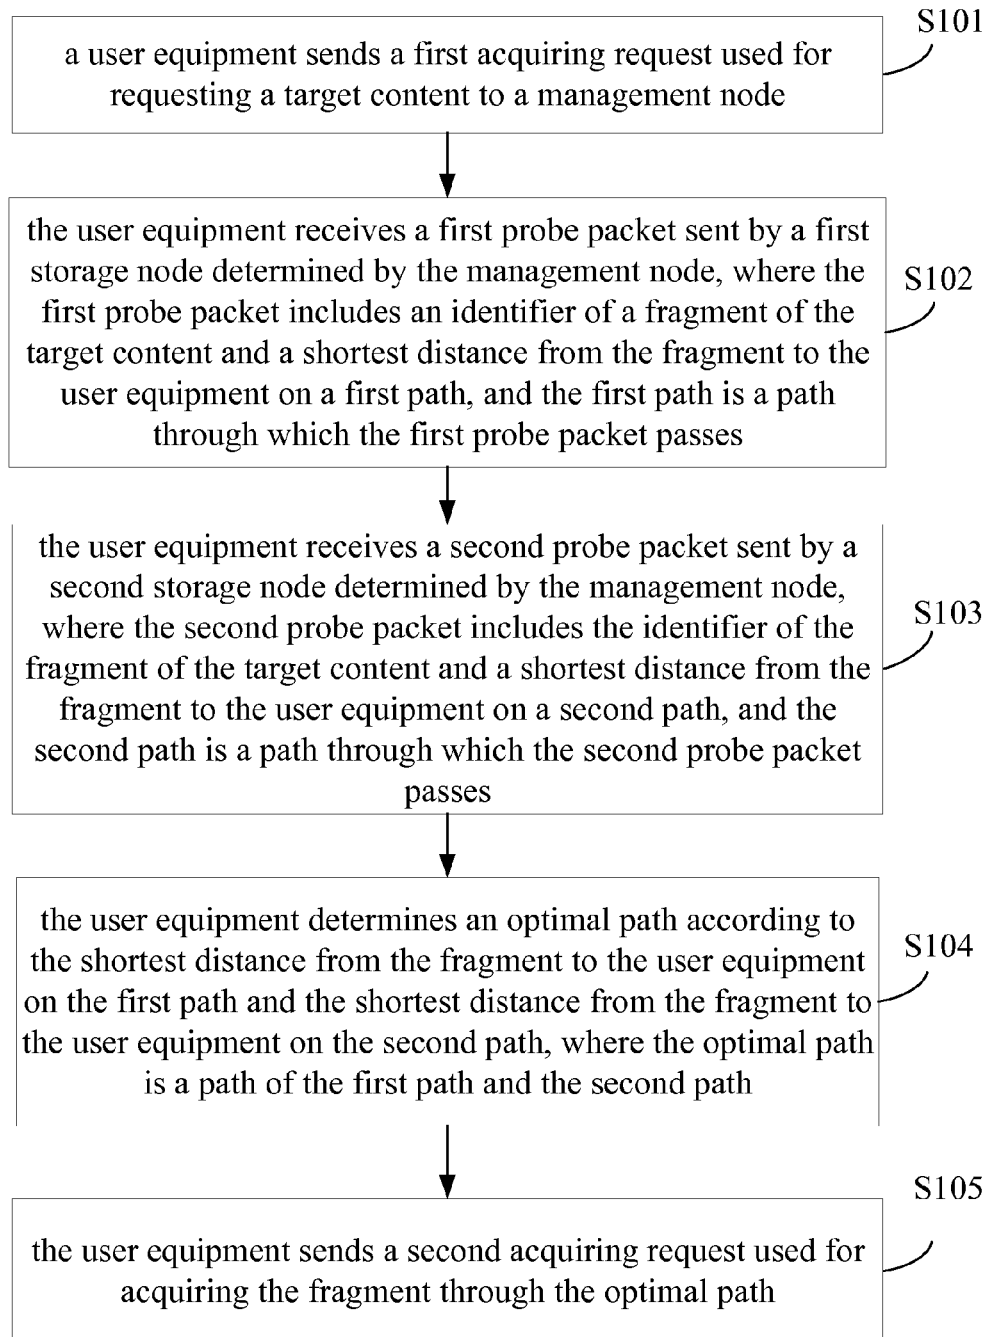 S101
a user equipment sends a first acquiring request used for
requesting a target content to a management node
the user equipment receives a first probe packet sent by a first
storage node determined by the management node, where the
first probe packet includes an identifier of a fragment of the
target content and a shortest distance from the fragment to the
user equipment on a first path, and the first path is a path
through which the first probe packet passes
S102
the user equipment receives a second probe packet sent by a
second storage node determined by the management node,
where the second probe packet includes the identifier of the
fragment of the target content and a shortest distance from the
fragment to the user equipment on a second path, and the
second path is a path through which the second probe packet
passes
S103
the user equipment determines an optimal path according to
the shortest distance from the fragment to the user equipment
on the first path and the shortest distance from the fragment to
the user equipment on the second path, where the optimal path
is a path of the first path and the second path
S104
S105
the user equipment sends a second acquiring request used for
acquiring the fragment through the optimal path